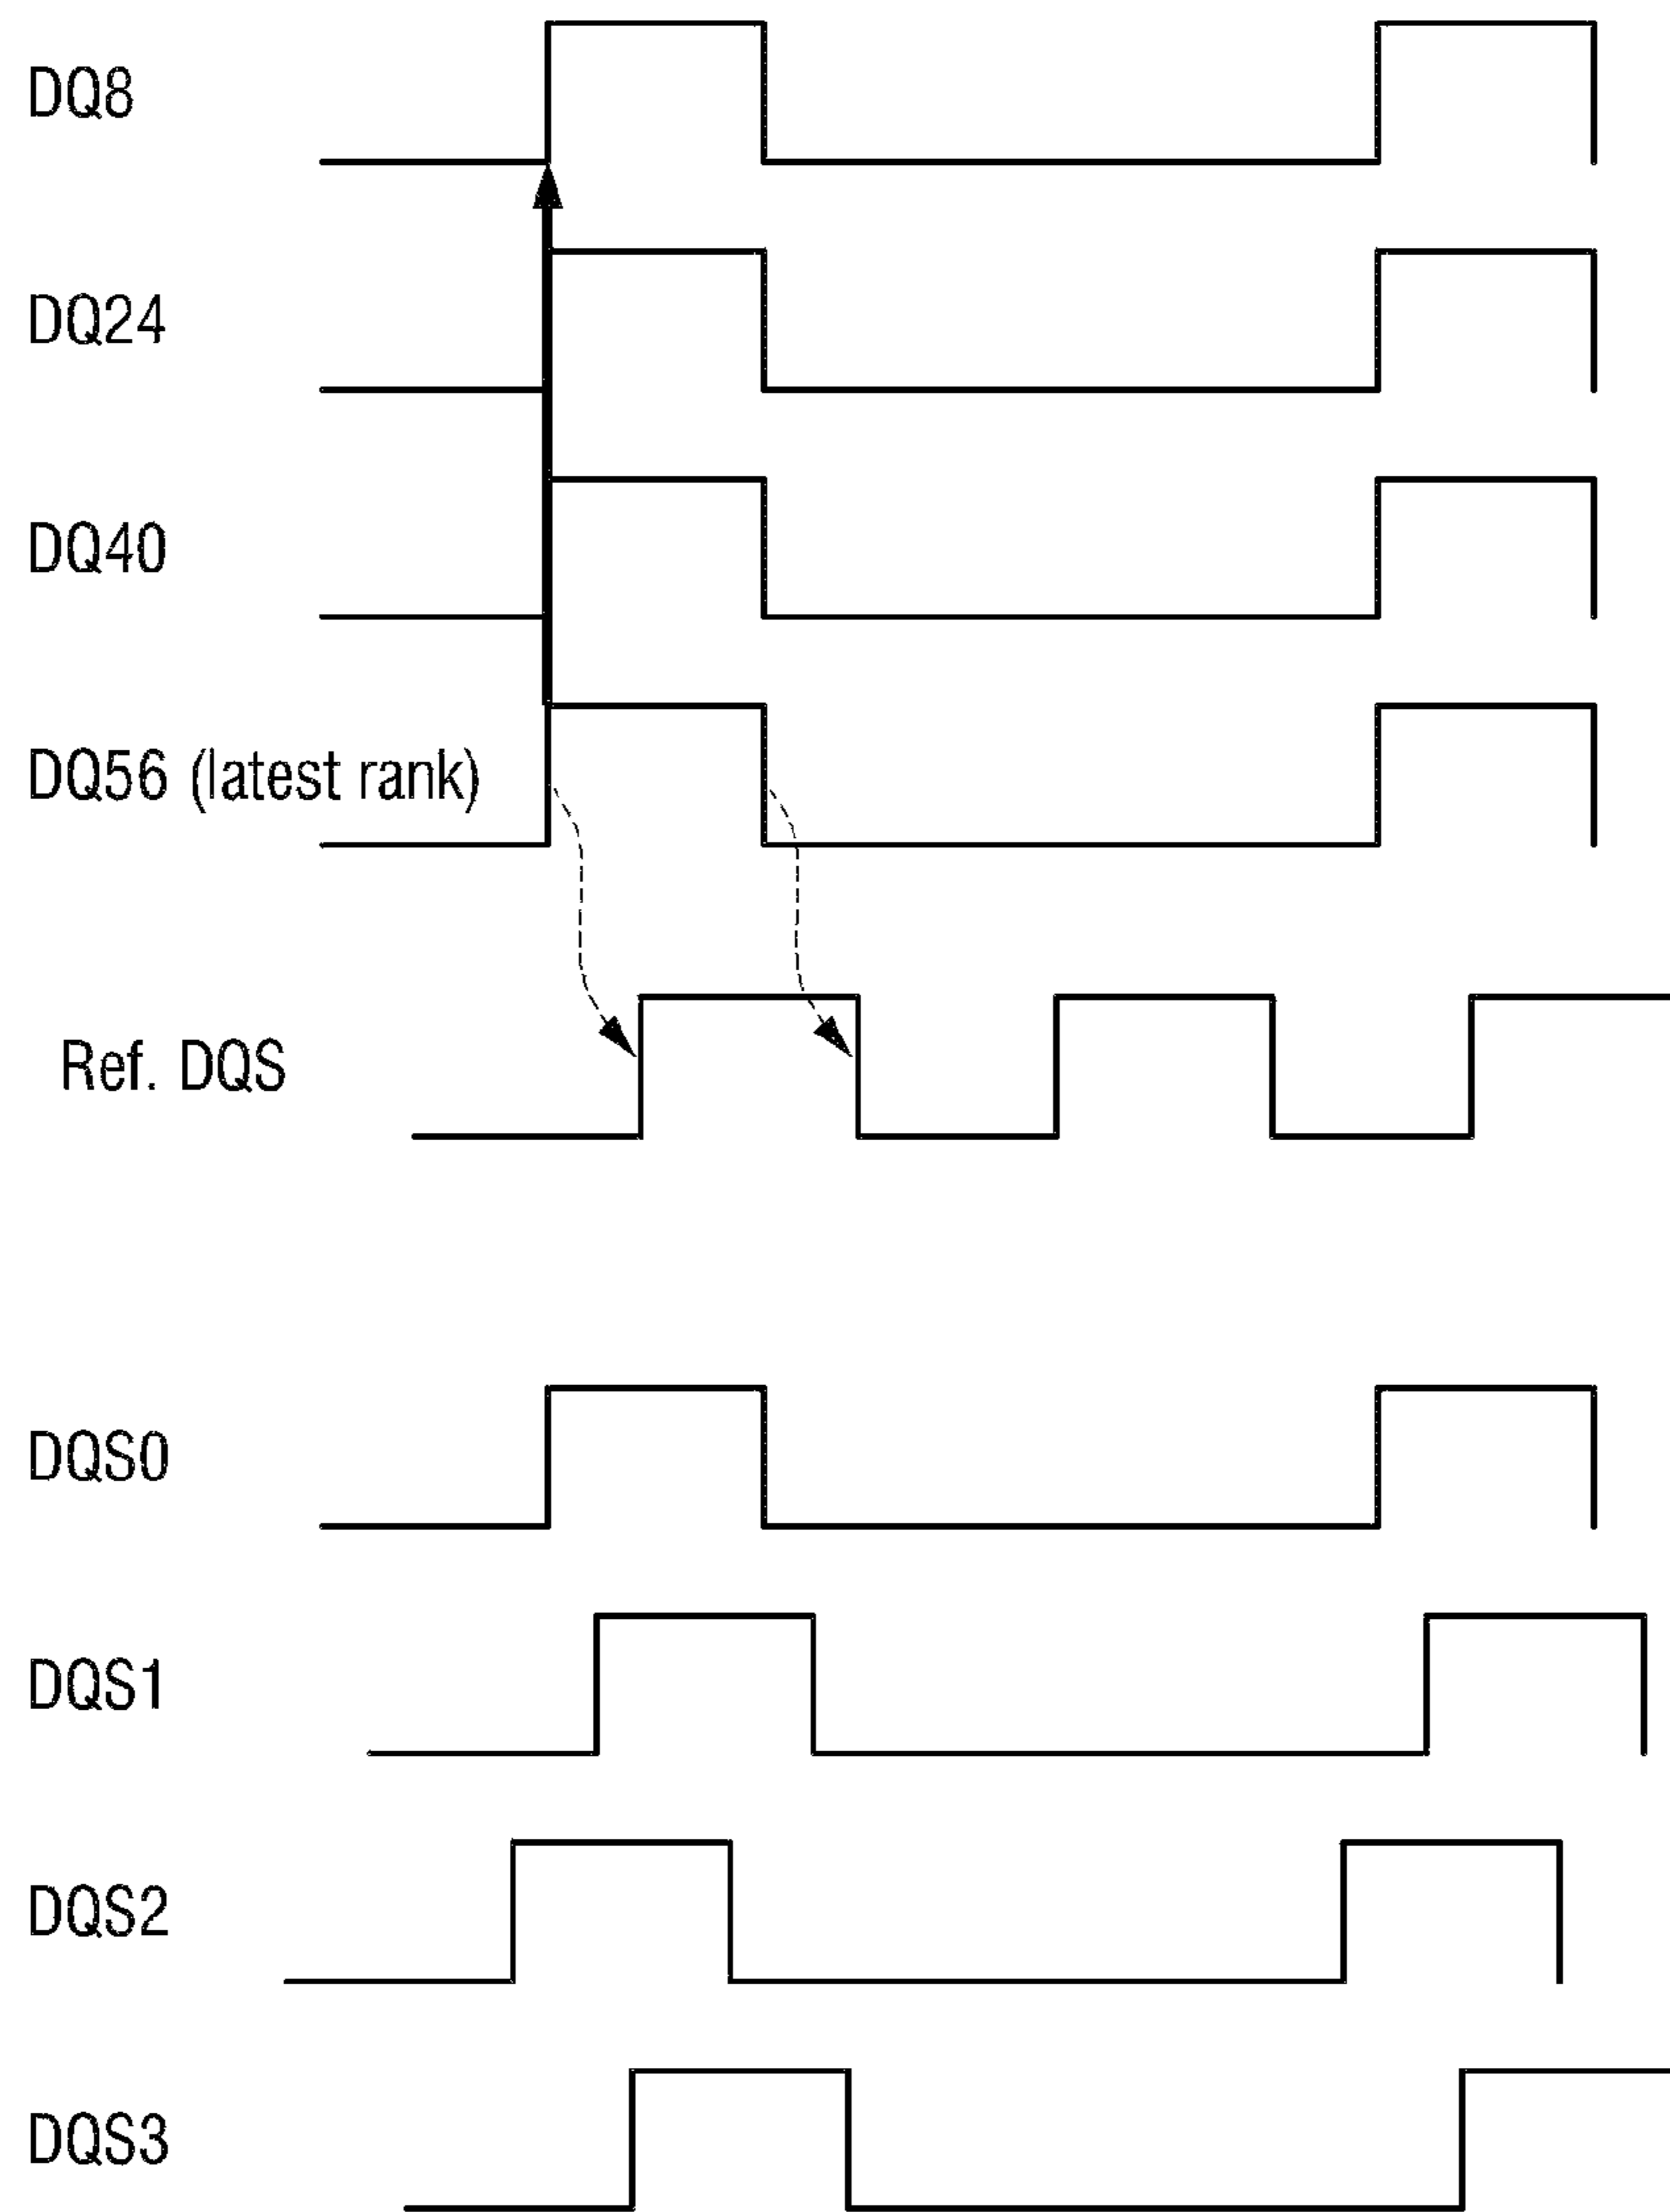 DQ8
DQ24
DQ40
DQ56 (latest rank)
Ref. DQS
DQS0
DQS1
DQS2
DQS3